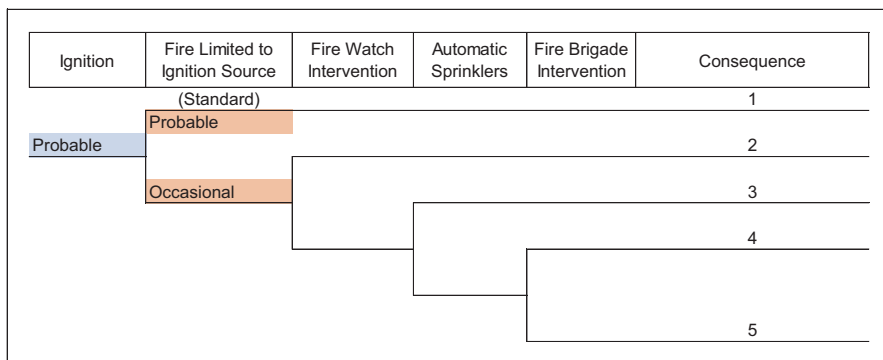 Ignition
Fire Limited to
Ignition Source
Fire Watch
Intervention
Automatic
Sprinklers
Fire Brigade
Intervention
Consequence
(Standard)
1
Probable
Probable
2
Occasional
3
4
5